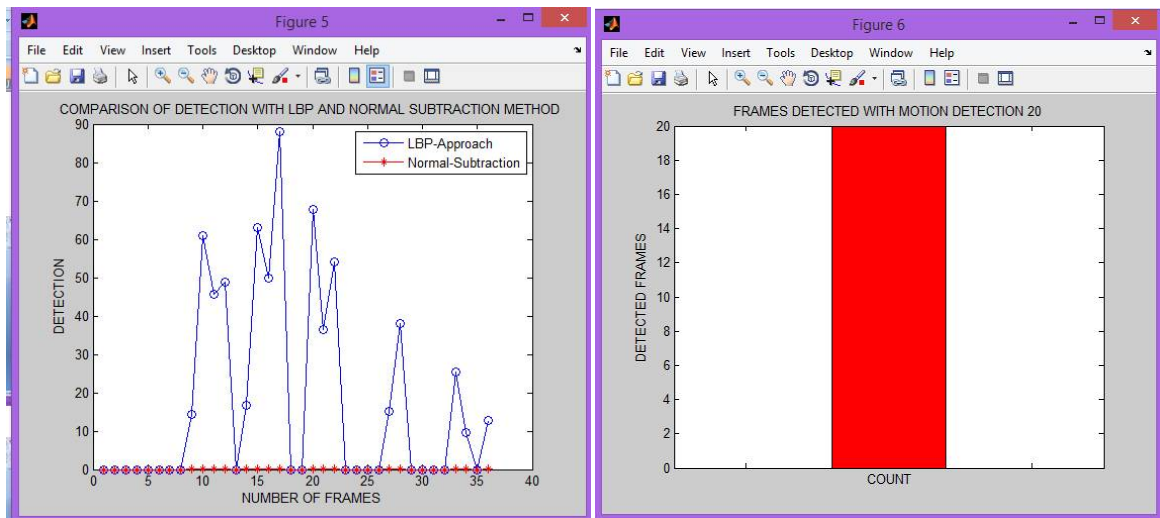 Figure 5
File Edit View Insert Tools Desktop Window Help
COMPARISON OF DETECTION WITH LBP AND NORMAL SUBTRACTION METHOD
LBP-Approach
Normal-Subtraction
90
80
70
60
50
40
30
20
10
0
DETECTION
0 5 10 15 20 25 30 35 40
NUMBER OF FRAMES
Figure 6
File Edit View Insert Tools Desktop Window Help
FRAMES DETECTED WITH MOTION DETECTION 20
20
18
16
14
12
10
8
6
4
2
0
DETECTED FRAMES
COUNT